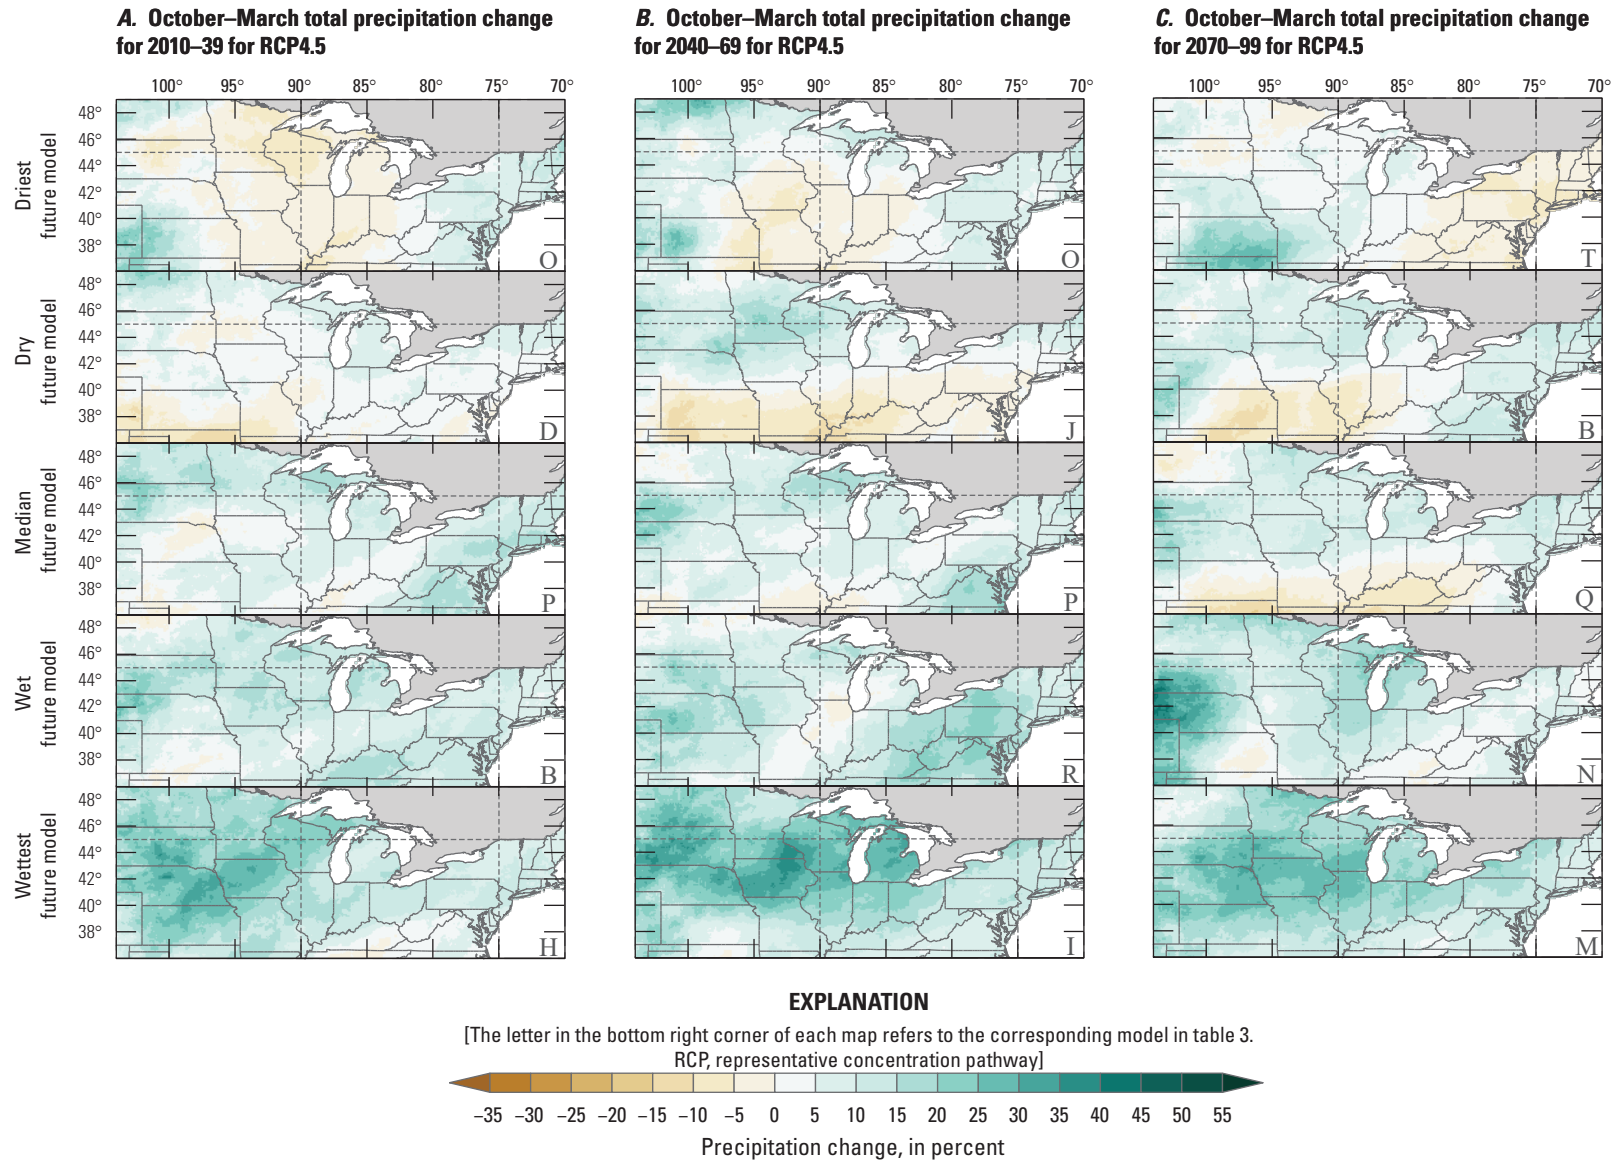 A. October–March total precipitation change
for 2010–39 for RCP4.5
B. October–March total precipitation change
for 2040–69 for RCP4.5
C. October–March total precipitation change
for 2070–99 for RCP4.5
100° 95° 90° 85° 80° 75° 70°
100° 95° 90° 85° 80° 75° 70°
100° 95° 90° 85° 80° 75° 70°
Driest
future model
48°
46°
44°
42°
40°
38°
O
O
T
Dry
future model
48°
46°
44°
42°
40°
38°
D
J
B
Median
future model
48°
46°
44°
42°
40°
38°
P
P
Q
Wet
future model
48°
46°
44°
42°
40°
38°
B
R
N
Wettest
future model
48°
46°
44°
42°
40°
38°
H
I
M
EXPLANATION
[The letter in the bottom right corner of each map refers to the corresponding model in table 3.
RCP, representative concentration pathway]
−35 −30 −25 −20 −15 −10 −5 0 5 10 15 20 25 30 35 40 45 50 55
Precipitation change, in percent